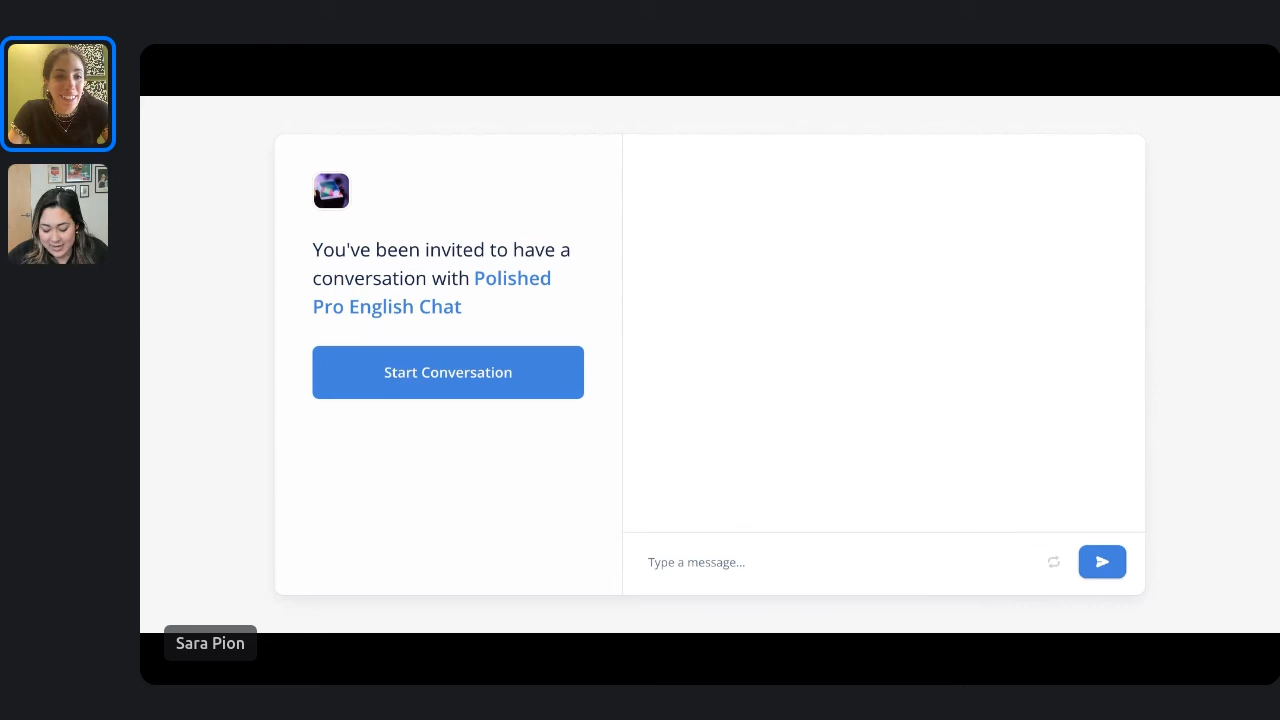 You've been invited to have a
conversation with Polished
Pro English Chat
Start Conversation
Type a message...
Sara Pion